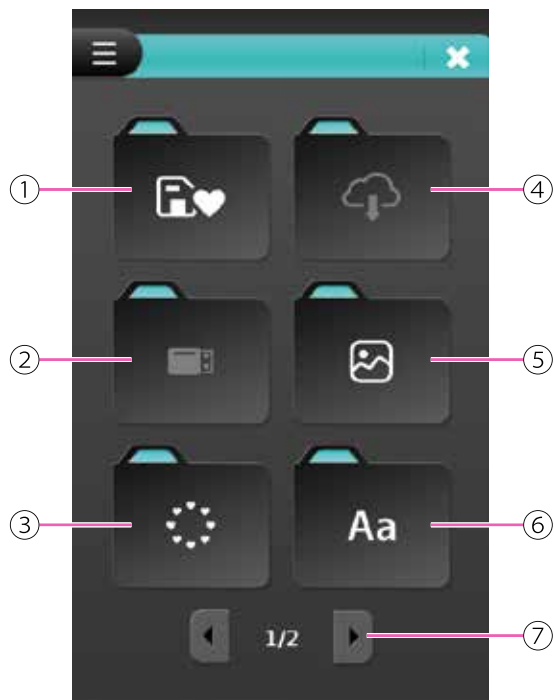 ① ④
② ⑤
③ Aa ⑥
1/2 ⑦